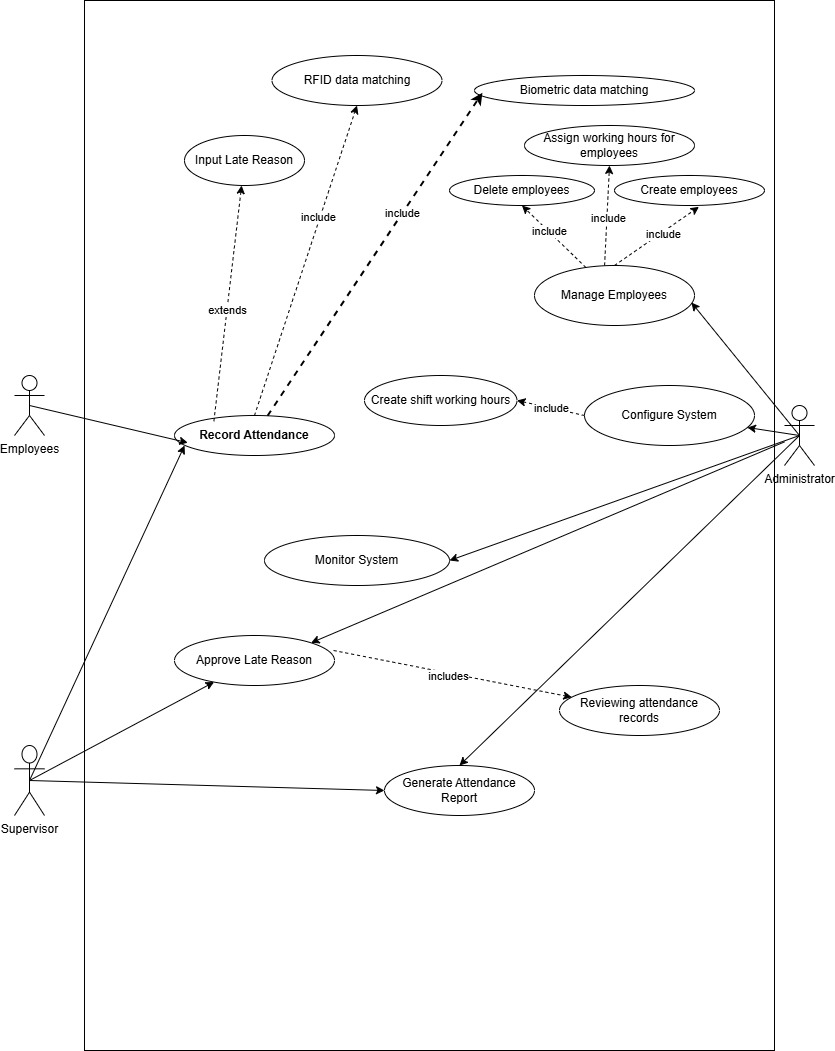 RFID data matching
Biometric data matching
Assign working hours for
employees
Input Late Reason
Delete employees
Create employees
include
include
include
include
include
Manage Employees
extends
Create shift working hours
include
Configure System
Employees
Record Attendance
Administrator
Monitor System
Approve Late Reason
includes
Reviewing attendance
records
Generate Attendance
Report
Supervisor